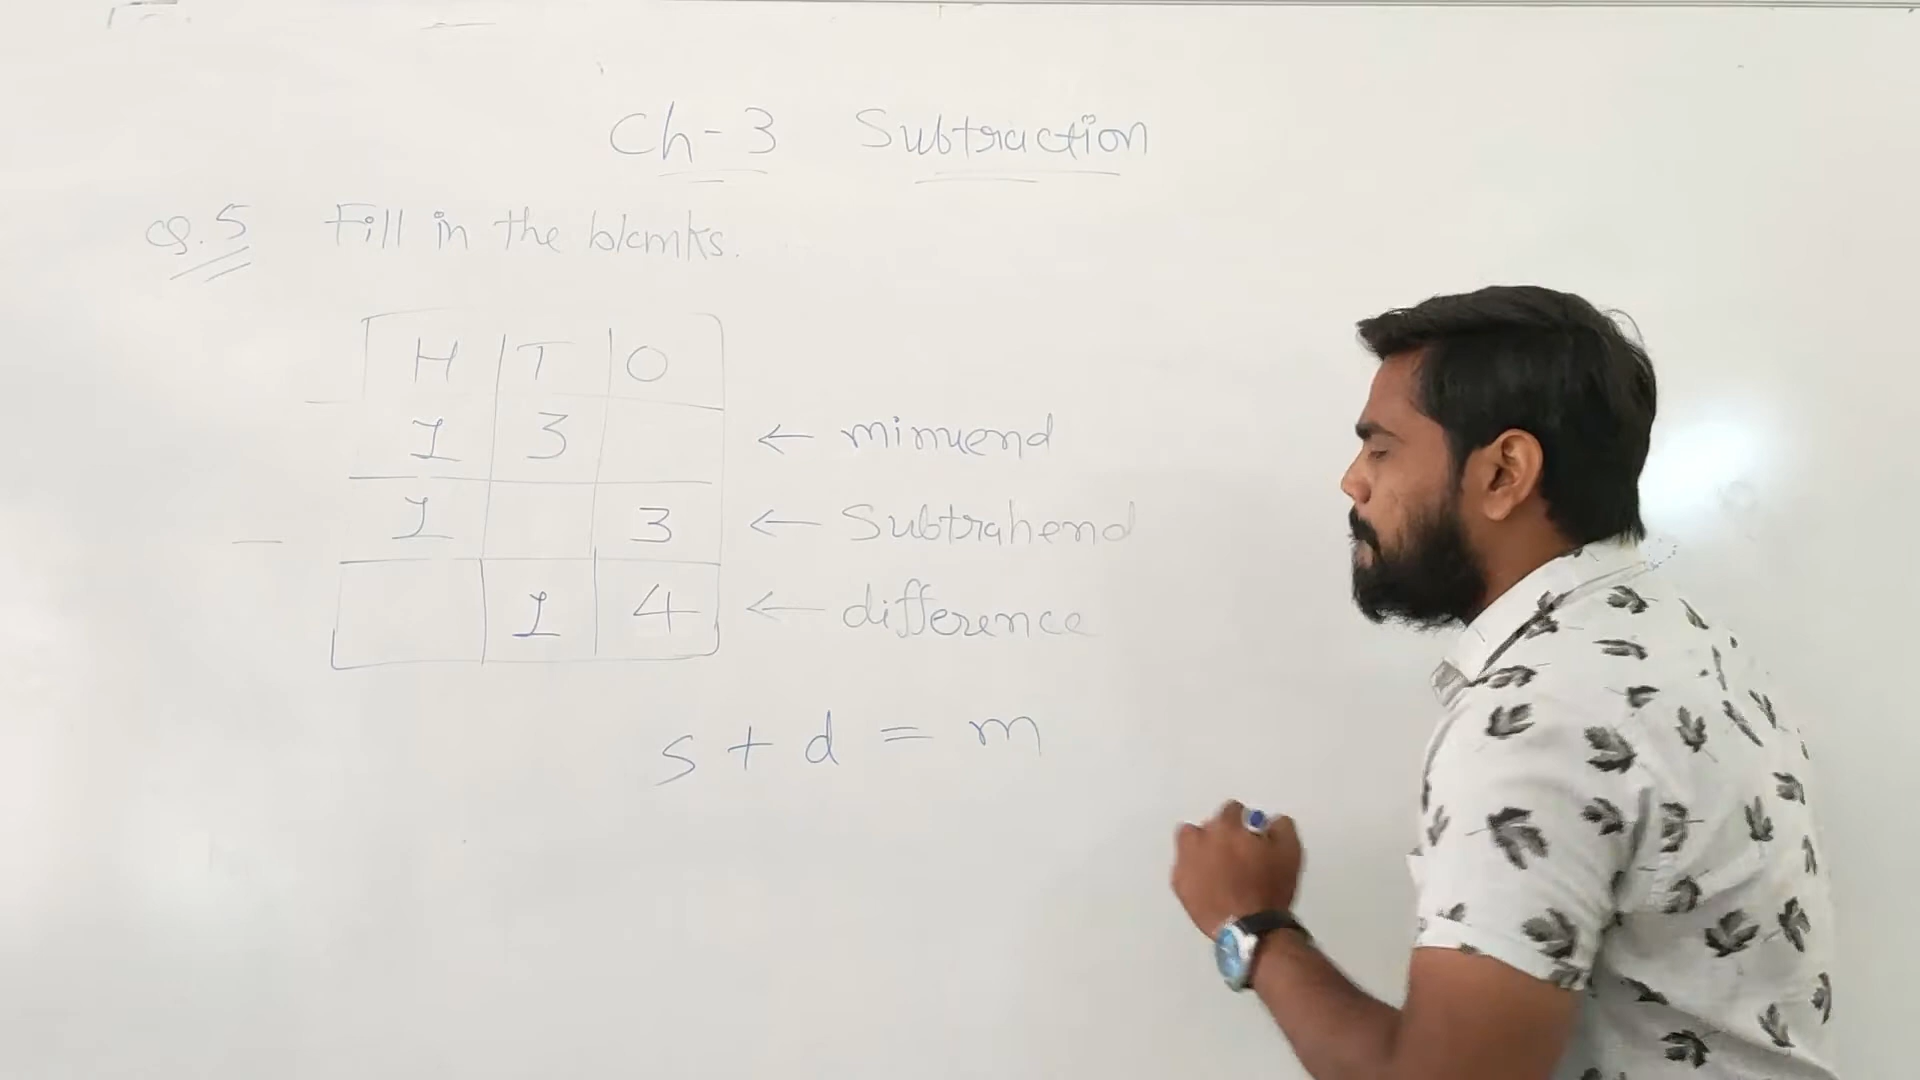 Ch-3 Subtraction
Q.5 Fill in the blanks.
H T O
1 3 ← minuend
- 1 3 ← Subtrahend
1 4 ← difference
s + d = m